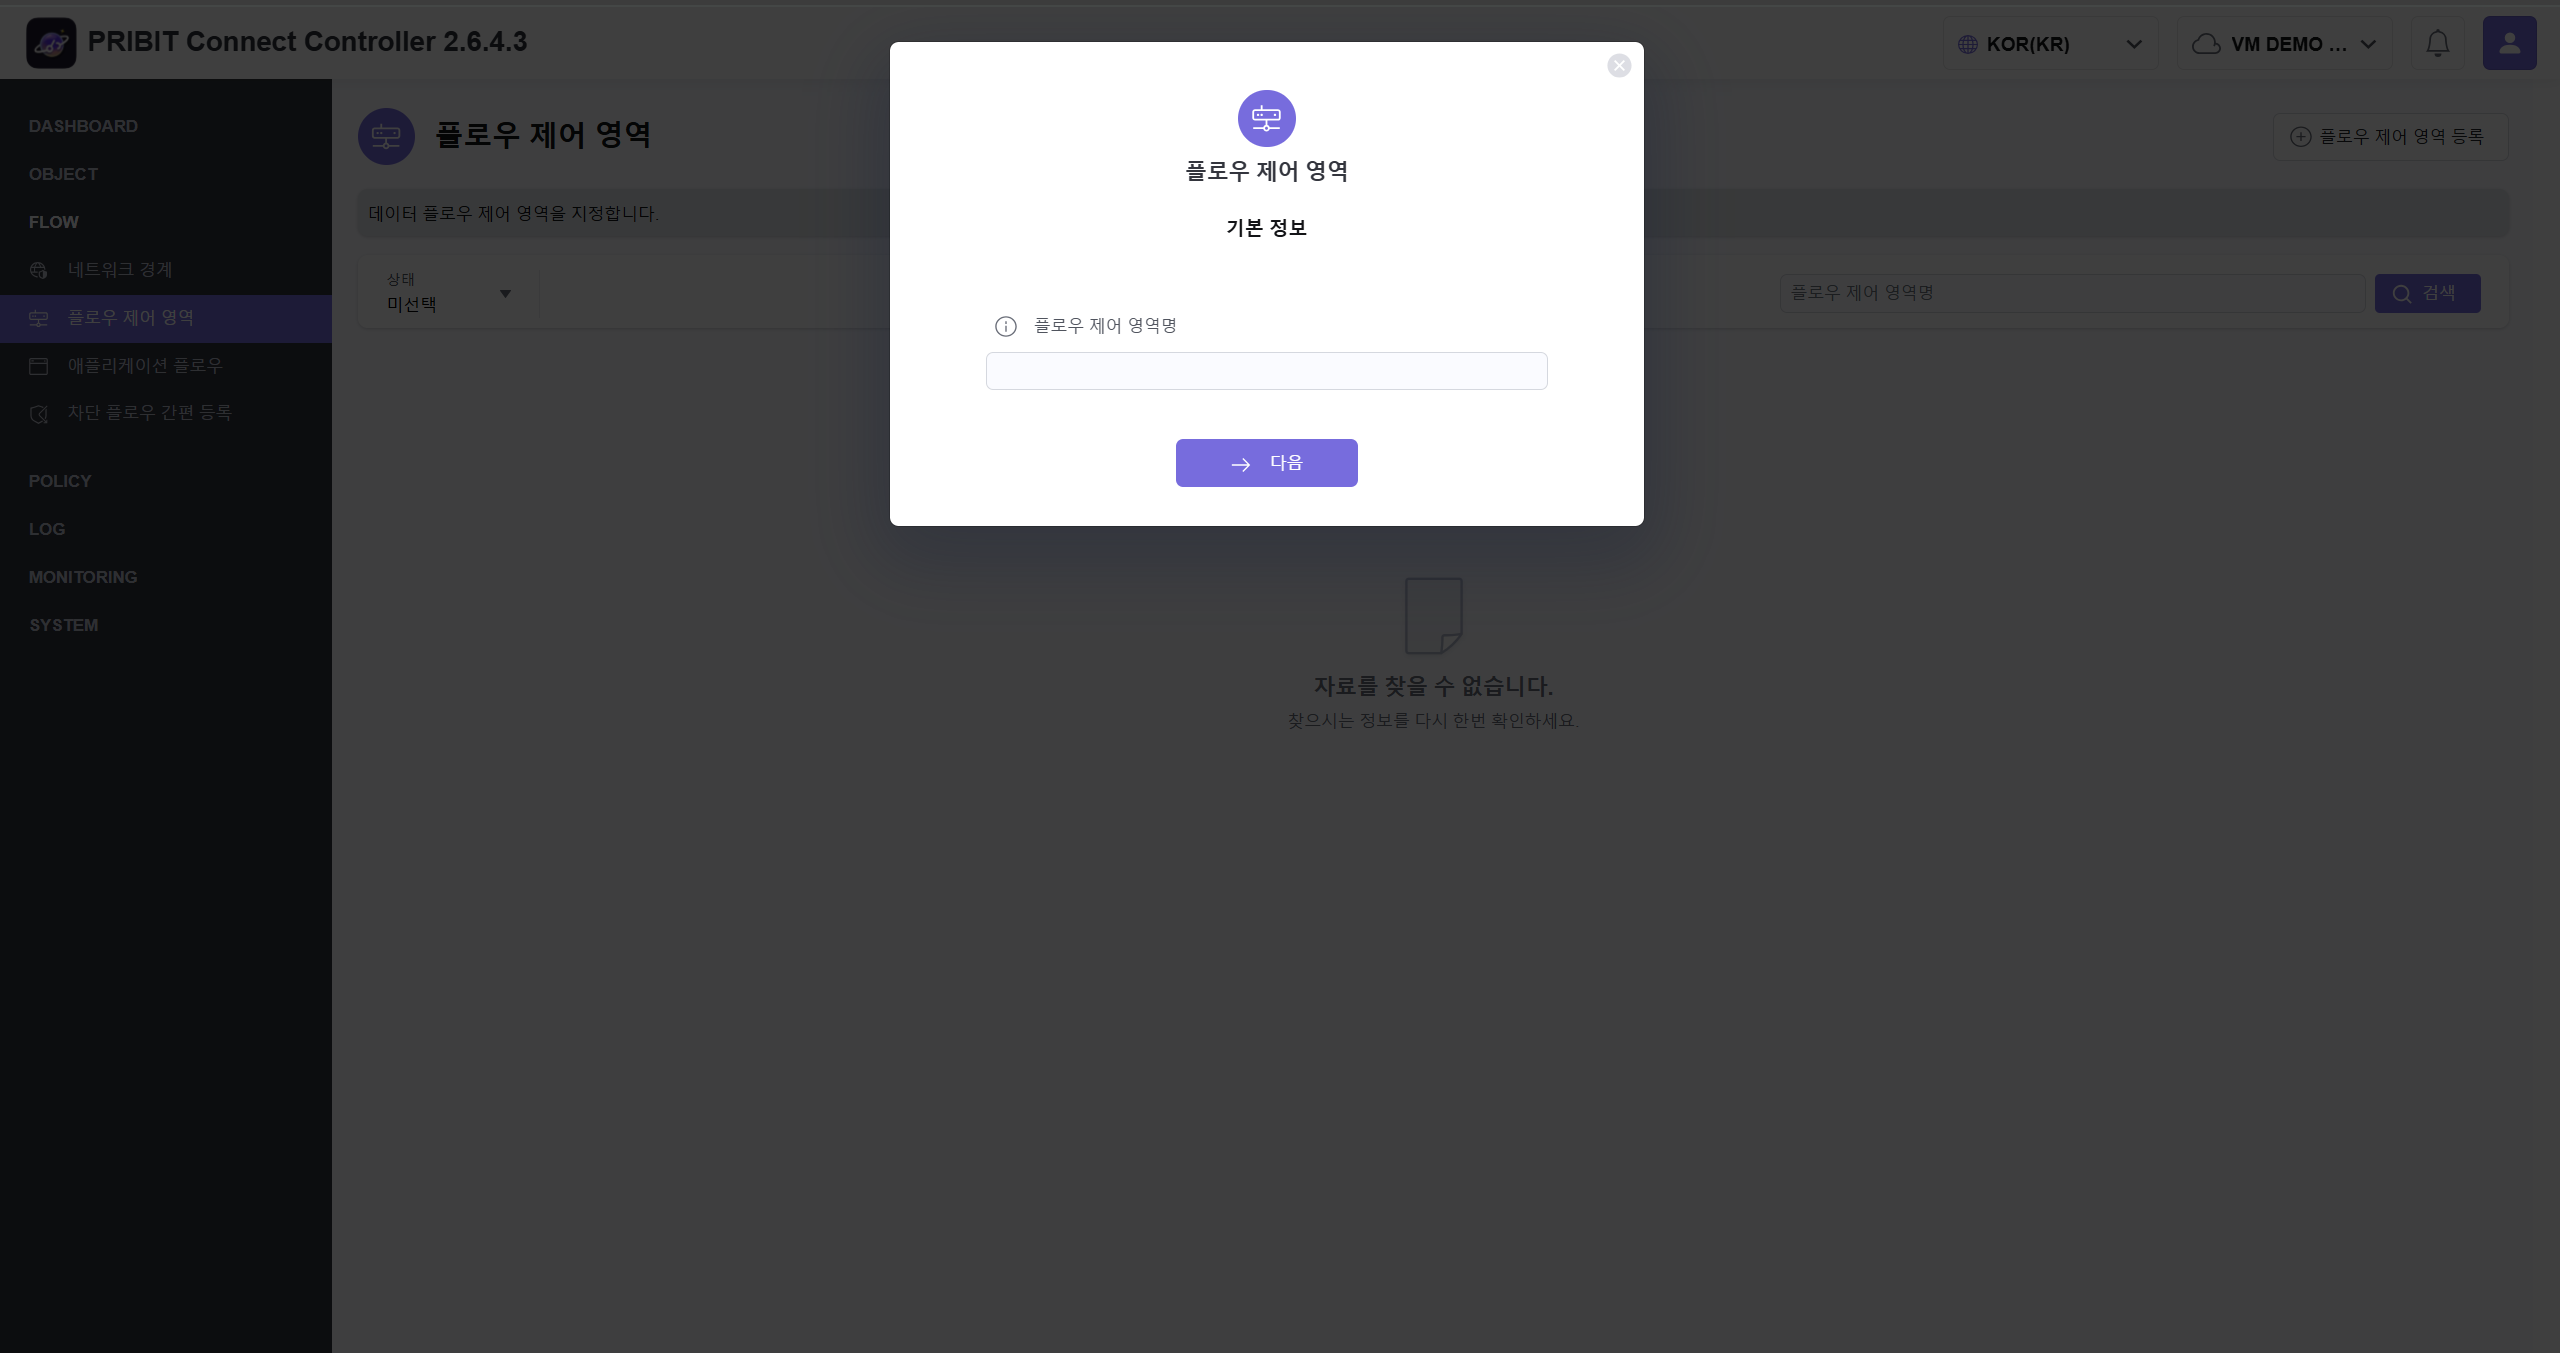 PRIBIT Connect Controller 2.6.4.3
KOR(KR)
VM DEMO ...
DASHBOARD
OBJECT
FLOW
네트워크 경계
플로우 제어 영역
애플리케이션 플로우
차단 플로우 간편 등록
POLICY
LOG
MONITORING
SYSTEM
플로우 제어 영역
플로우 제어 영역 등록
데이터 플로우 제어 영역을 지정합니다.
상태
미선택
플로우 제어 영역명
검색
플로우 제어 영역
기본 정보
플로우 제어 영역명
다음
자료를 찾을 수 없습니다.
찾으시는 정보를 다시 한번 확인하세요.